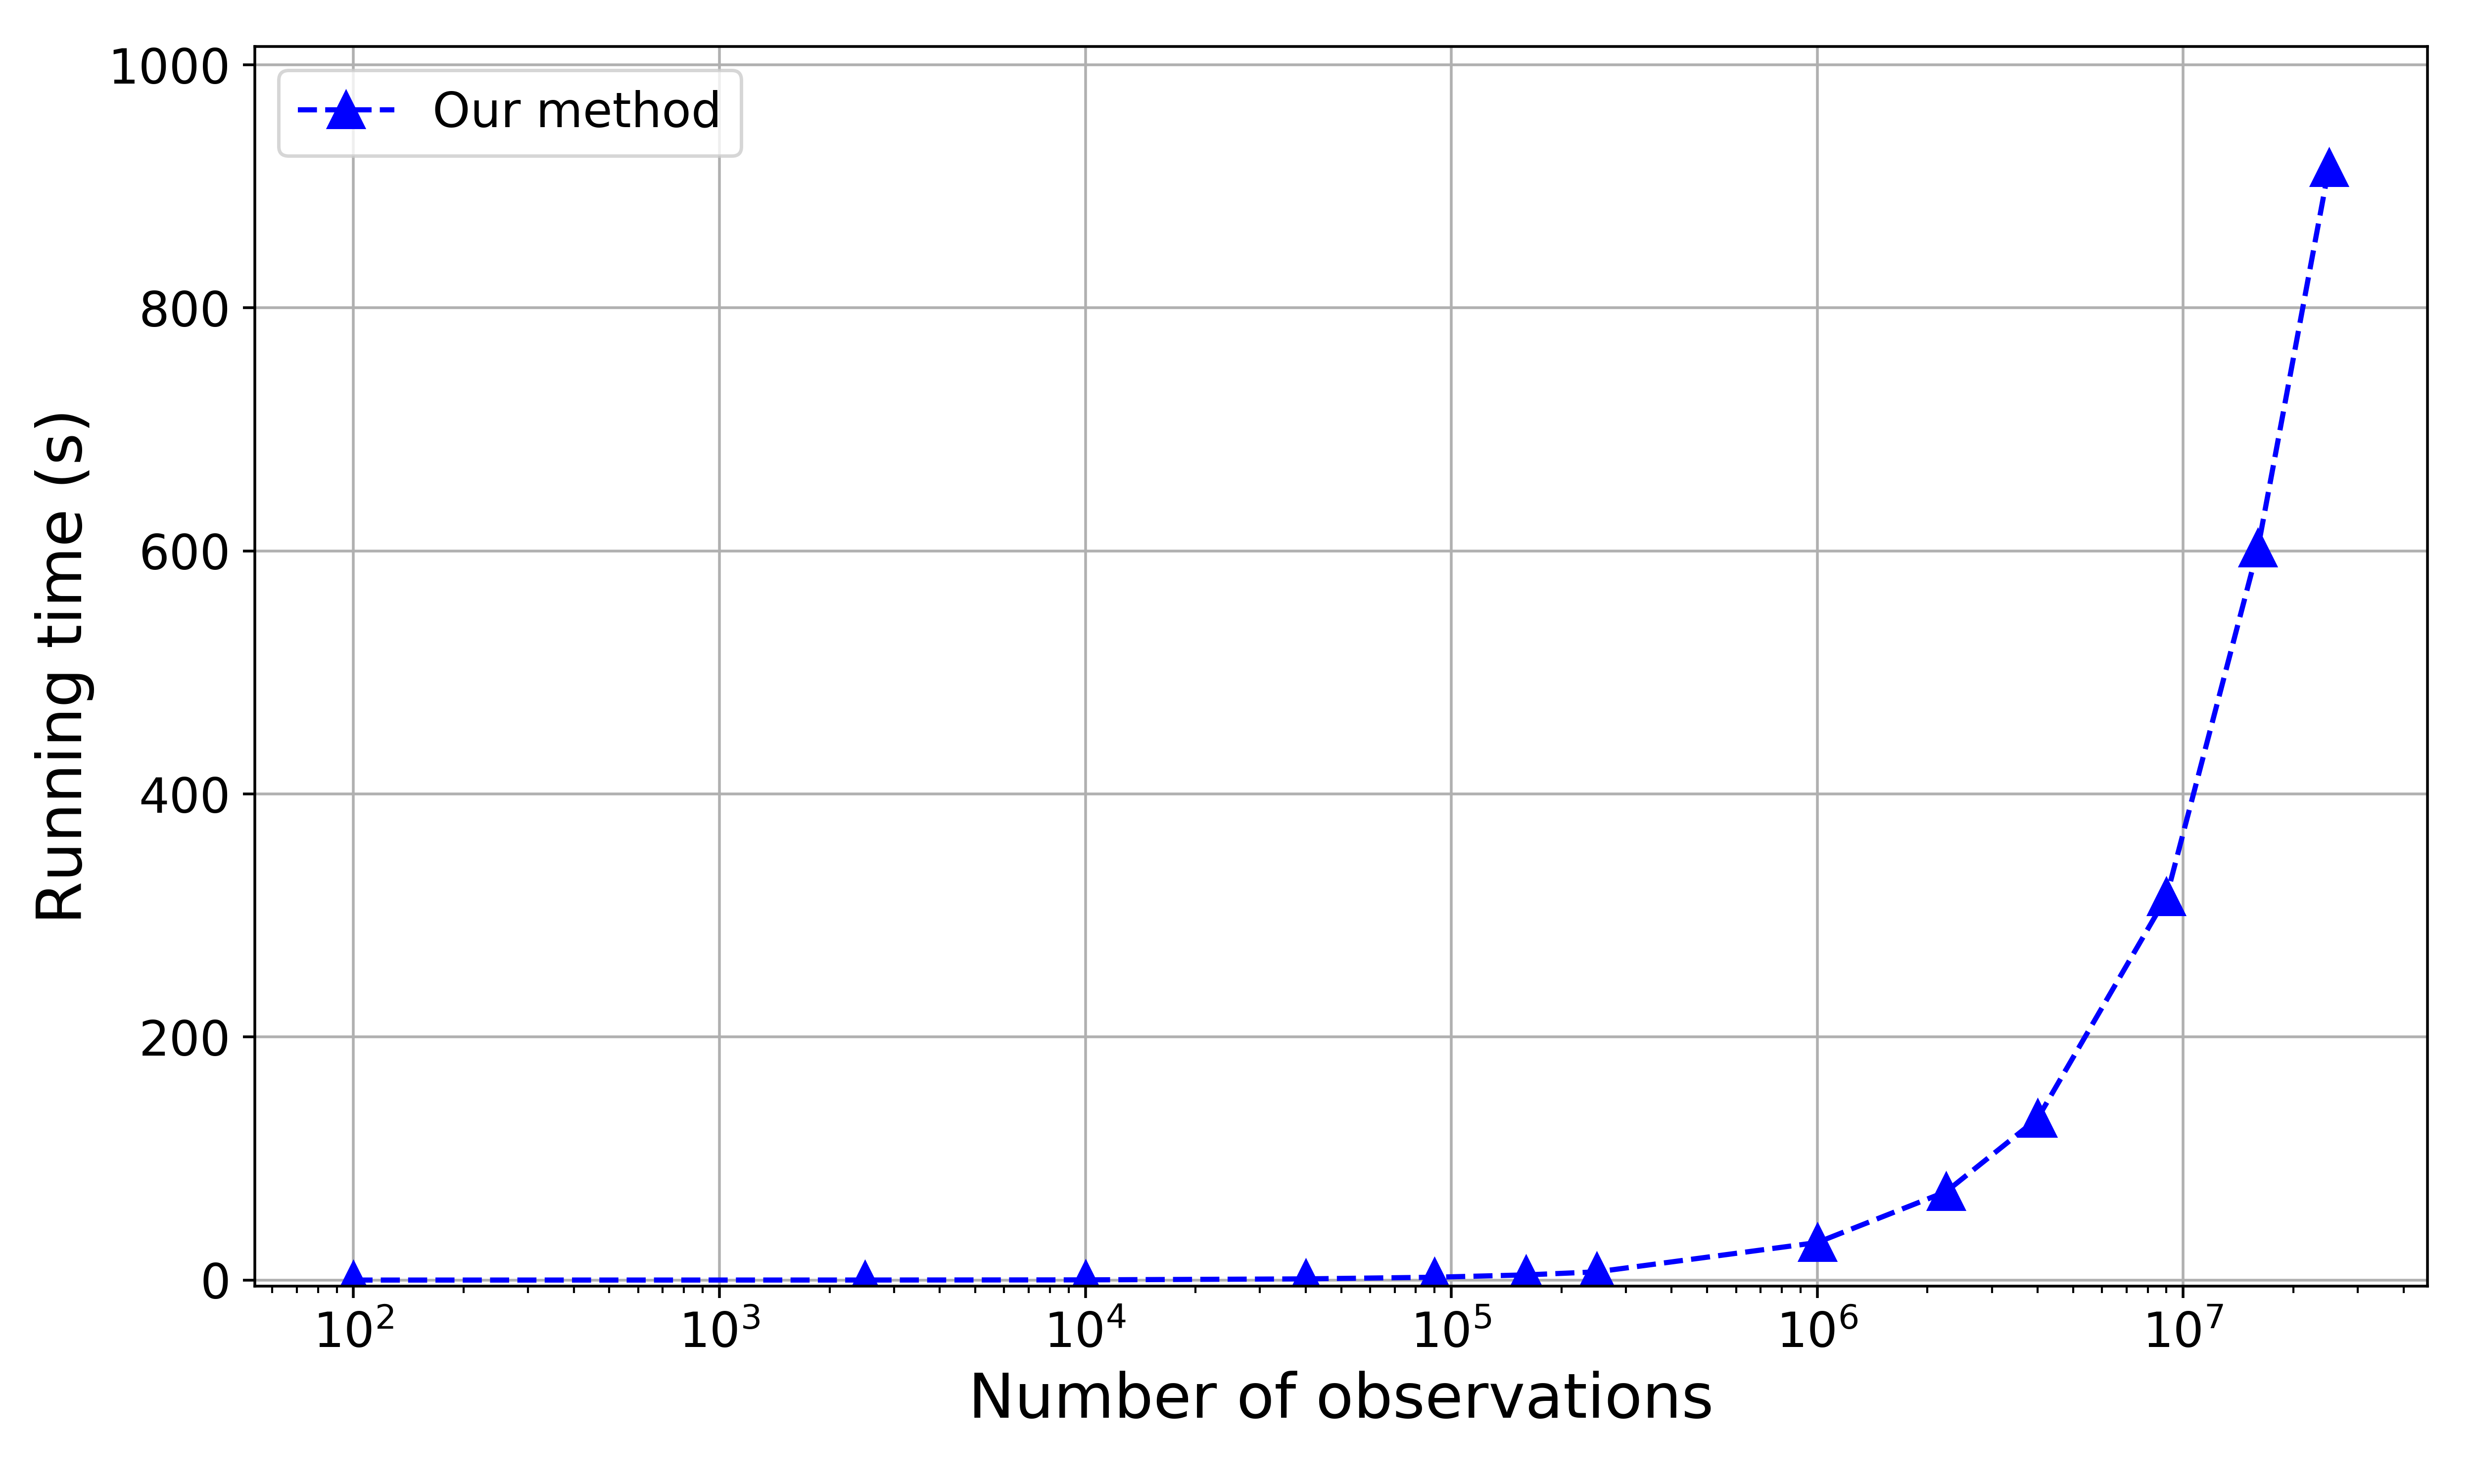 Our method
1000
800
600
400
200
0
Running time (s)
10² 10³ 10⁴ 10⁵ 10⁶ 10⁷
Number of observations